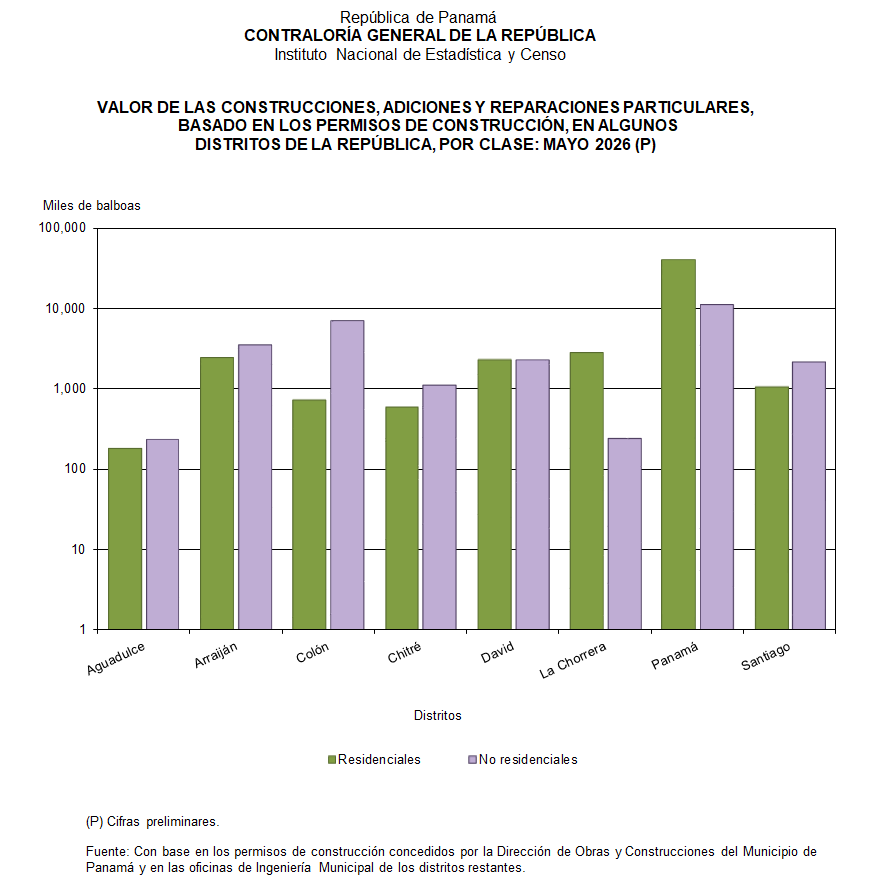 República de Panamá
CONTRALORÍA GENERAL DE LA REPÚBLICA
Instituto Nacional de Estadística y Censo
VALOR DE LAS CONSTRUCCIONES, ADICIONES Y REPARACIONES PARTICULARES,
BASADO EN LOS PERMISOS DE CONSTRUCCIÓN, EN ALGUNOS
DISTRITOS DE LA REPÚBLICA, POR CLASE: MAYO 2026 (P)
Miles de balboas
100,000
10,000
1,000
100
10
1
Aguadulce
Arraiján
Colón
Chitré
David
La Chorrera
Panamá
Santiago
Distritos
Residenciales
No residenciales
(P) Cifras preliminares.
Fuente: Con base en los permisos de construcción concedidos por la Dirección de Obras y Construcciones del Municipio de
Panamá y en las oficinas de Ingeniería Municipal de los distritos restantes.